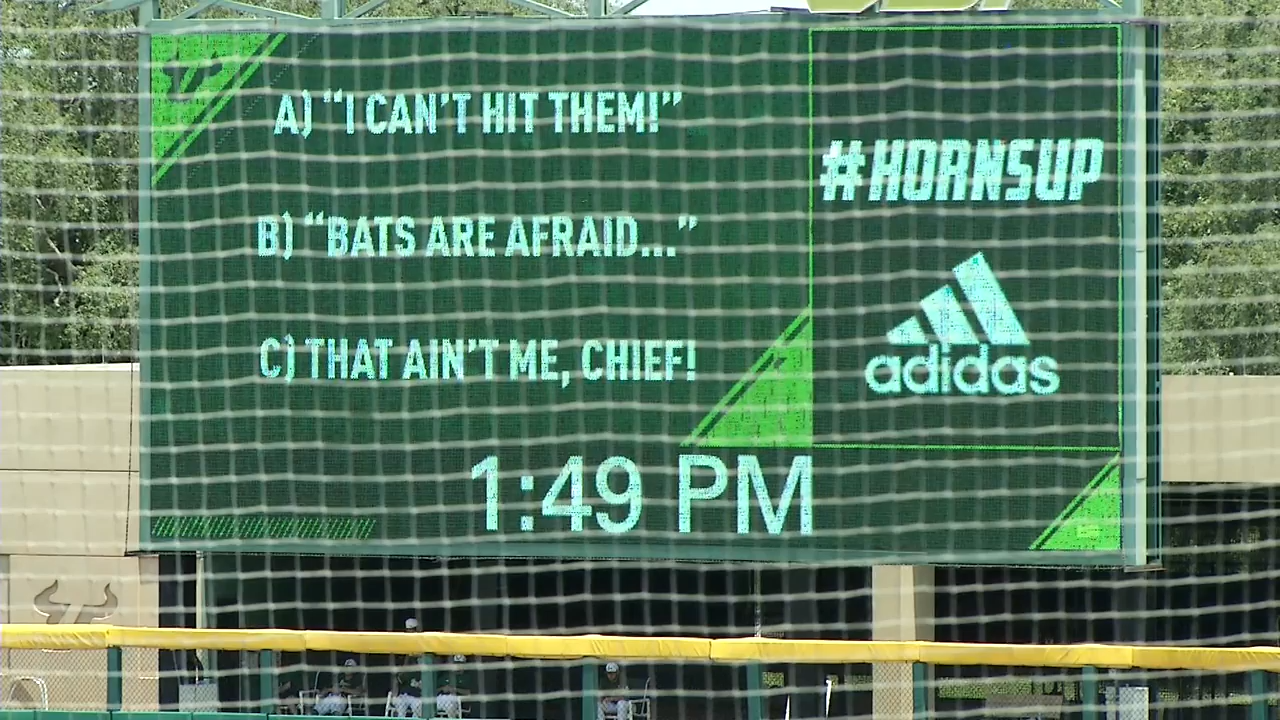 A) "I CAN'T HIT THEM!"
B) "BATS ARE AFRAID..."
C) THAT AIN'T ME, CHIEF!
#HORNSUP
adidas
1:49 PM